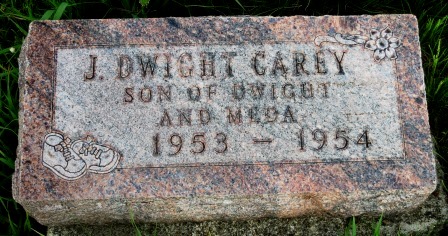 J. DWIGHT CAREY
SON OF DWIGHT
AND MEDA
1953 - 1954